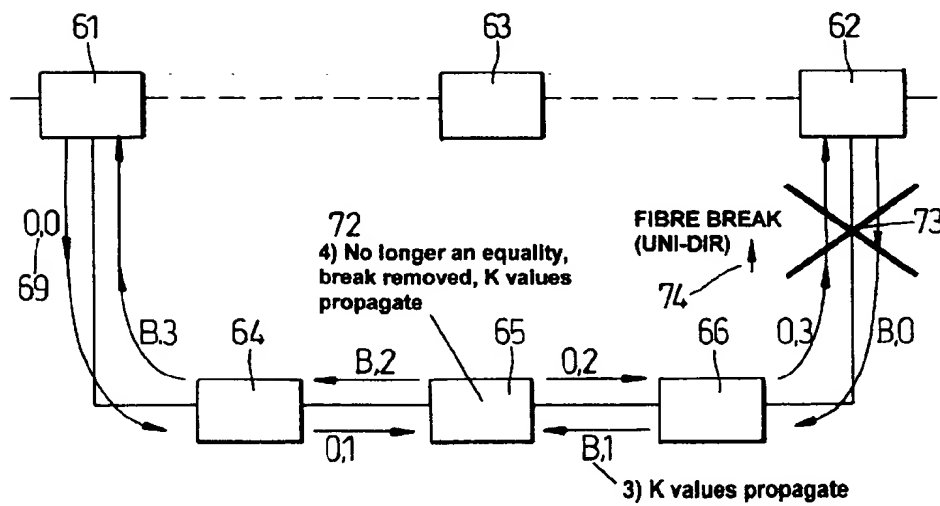 61
63
62
0,0
69
72
4) No longer an equality,
break removed, K values
propagate
FIBRE BREAK
(UNI-DIR)
73
74
B.3
64
B,2
65
0,2
66
0,3
B,0
0,1
B,1
3) K values propagate